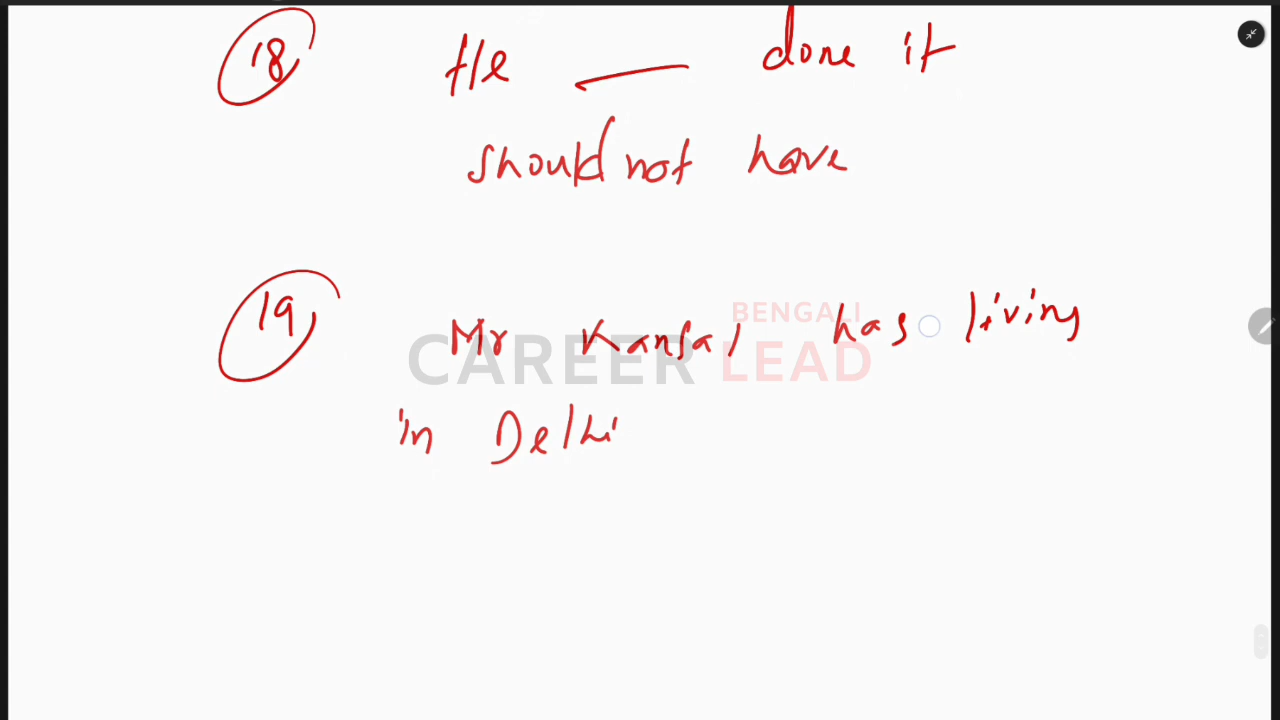 18 He ___ done it
should not have
19 Mr Kansal has living
BENGALI
CAREER LEAD
in Delhi